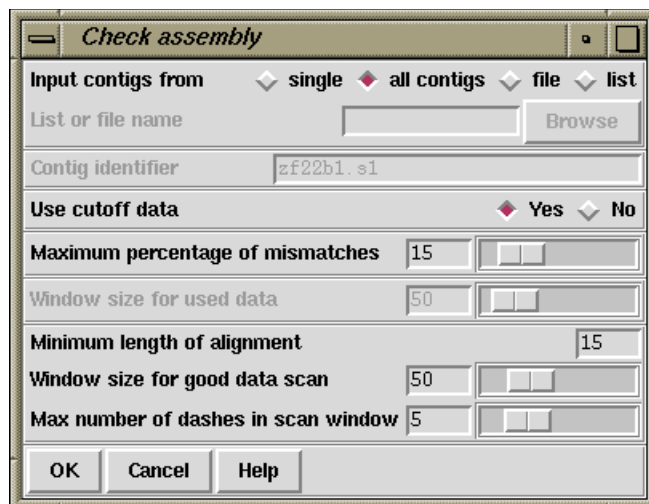 Check assembly
Input contigs from single all contigs file list
List or file name Browse
Contig identifier zf22b1.s1
Use cutoff data Yes No
Maximum percentage of mismatches 15
Window size for used data 50
Minimum length of alignment 15
Window size for good data scan 50
Max number of dashes in scan window 5
OK Cancel Help